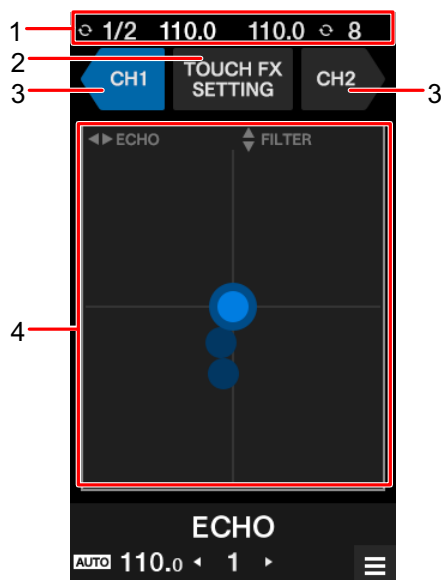 1 1/2 110.0 110.0 8
2
3 CH1 TOUCH FX SETTING CH2 3
ECHO FILTER
4
ECHO
AUTO 110.0 1